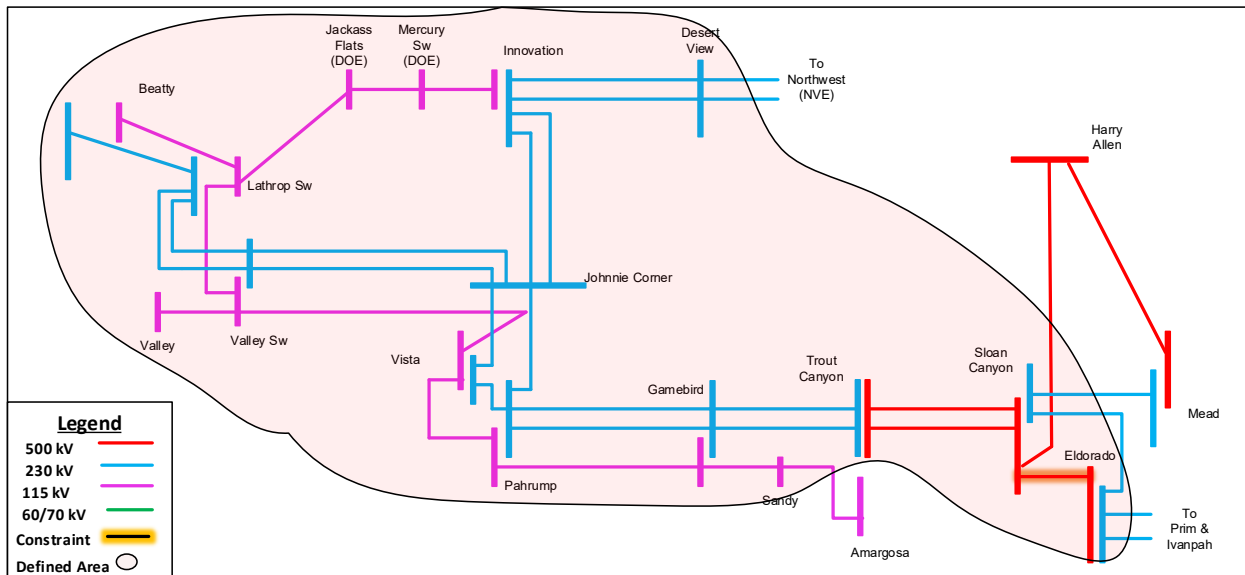 Jackass
Flats
(DOE)
Mercury
Sw
(DOE)
Innovation
Desert
View
To
Northwest
(NVE)
Beatty
Harry
Allen
Lathrop Sw
Johnnie Corner
Valley
Valley Sw
Vista
Gamebird
Trout
Canyon
Sloan
Canyon
Mead
Eldorado
Pahrump
Sandy
Amargosa
To
Prim &
Ivanpah
Legend
500 kV
230 kV
115 kV
60/70 kV
Constraint
Defined Area